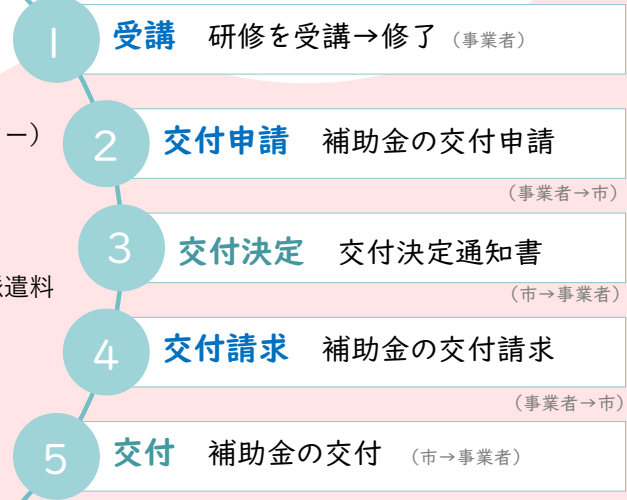 1 受講 研修を受講→修了 (事業者)
ー)
2 交付申請 補助金の交付申請
(事業者→市)
3 交付決定 交付決定通知書
遣料
(市→事業者)
4 交付請求 補助金の交付請求
(事業者→市)
5 交付 補助金の交付 (市→事業者)